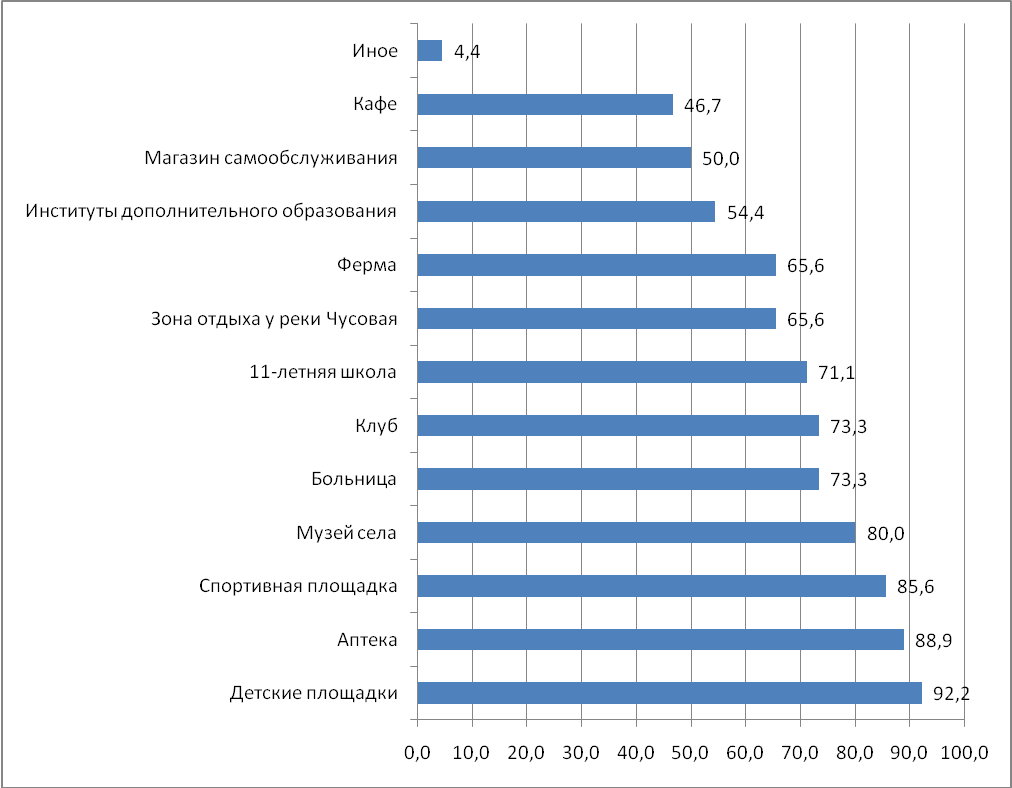 Иное 4,4
Кафе 46,7
Магазин самообслуживания 50,0
Институты дополнительного образования 54,4
Ферма 65,6
Зона отдыха у реки Чусовая 65,6
11-летняя школа 71,1
Клуб 73,3
Больница 73,3
Музей села 80,0
Спортивная площадка 85,6
Аптека 88,9
Детские площадки 92,2
0,0 10,0 20,0 30,0 40,0 50,0 60,0 70,0 80,0 90,0 100,0